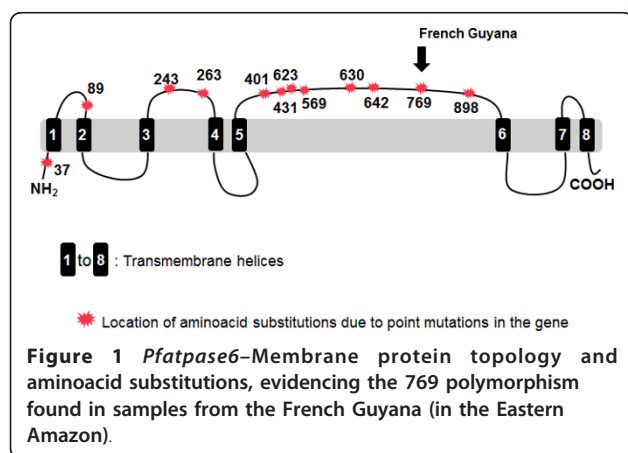 French Guyana
89
243
263
401
623
431
569
630
642
769
898
1
2
3
4
5
6
7
8
37
NH2
COOH
1 to 8 : Transmembrane helices
Location of aminoacid substitutions due to point mutations in the gene
Figure 1 Pfatpase6–Membrane protein topology and
aminoacid substitutions, evidencing the 769 polymorphism
found in samples from the French Guyana (in the Eastern
Amazon).